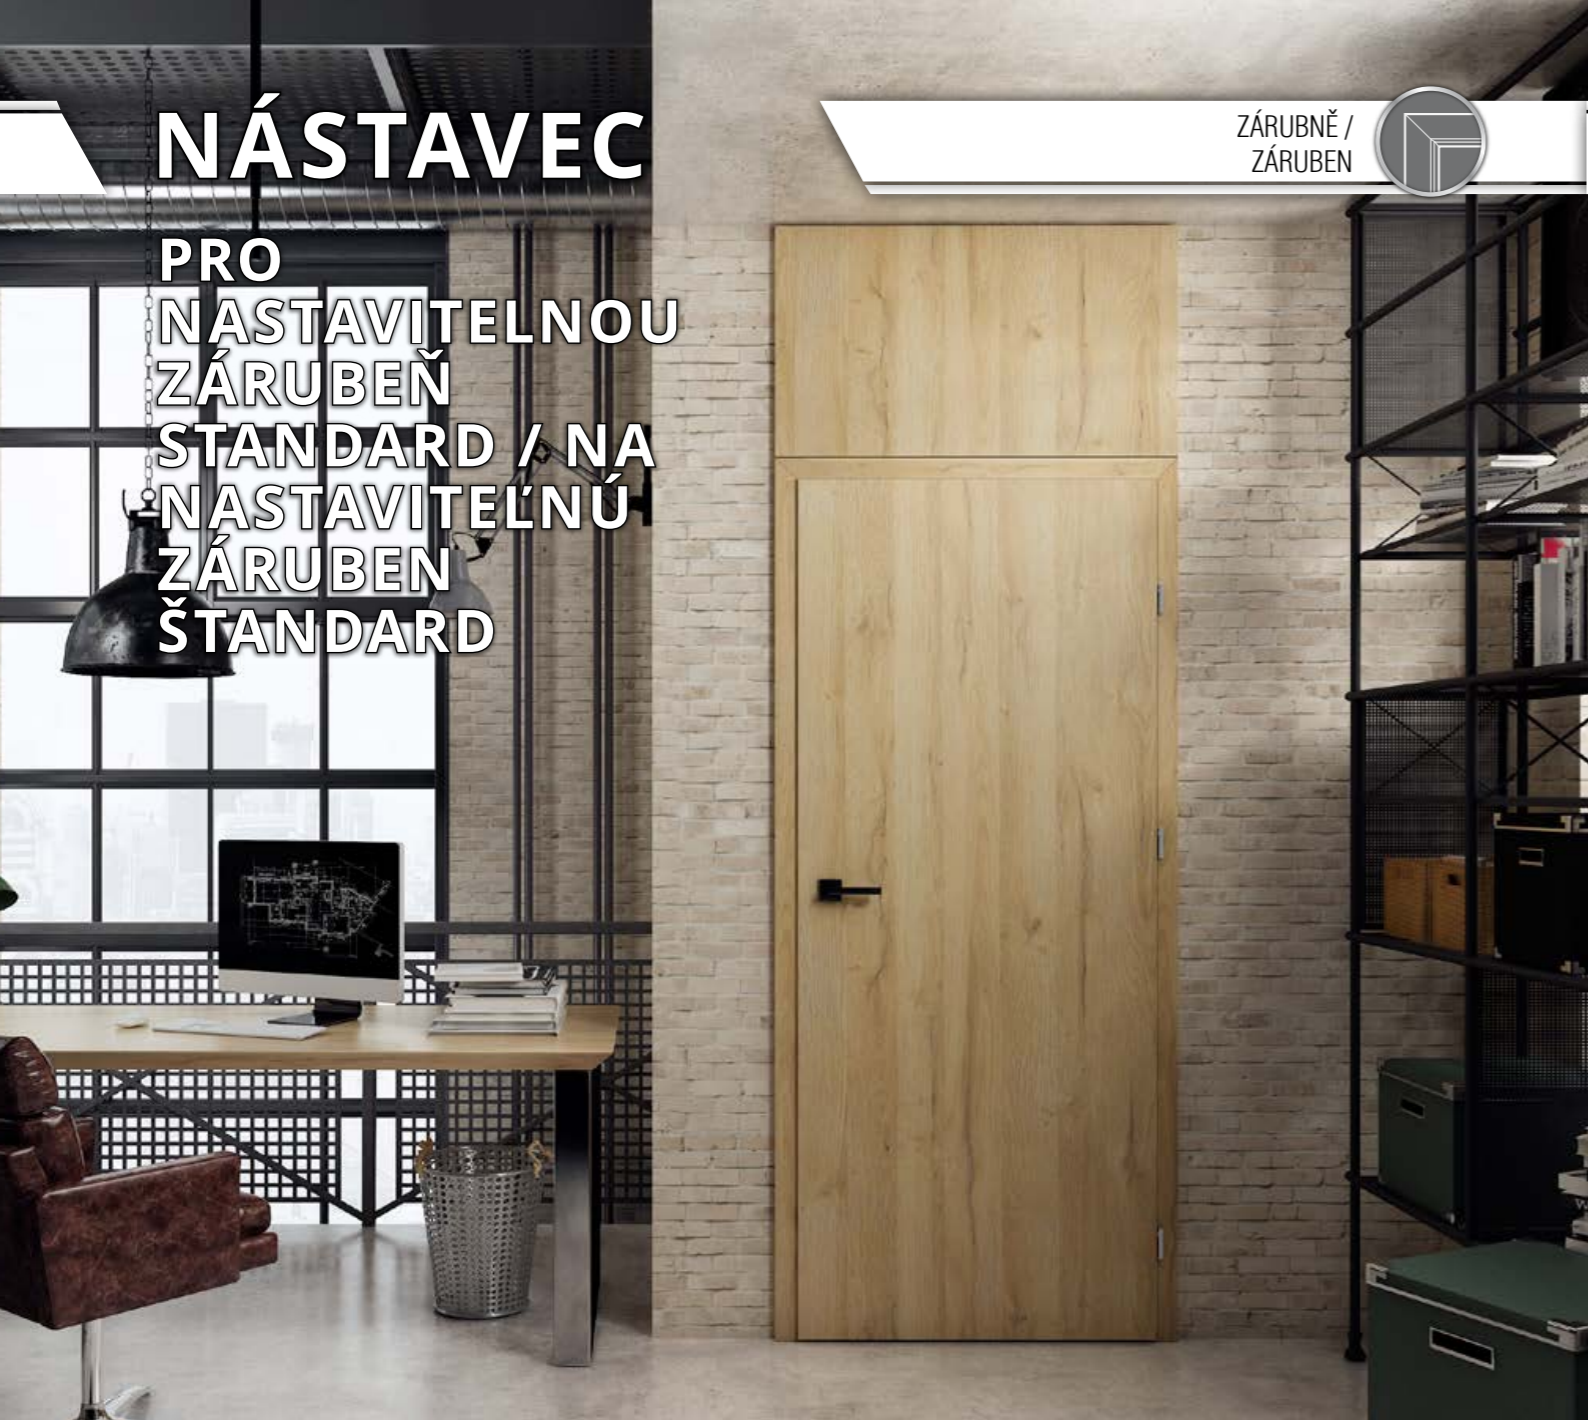 NÁSTAVEC
PRO
NASTAVITELNOU
ZÁRUBEŇ
STANDARD / NA
NASTAVITEĽNÚ
ZÁRUBEN
ŠTANDARD
ZÁRUBNĚ /
ZÁRUBEN